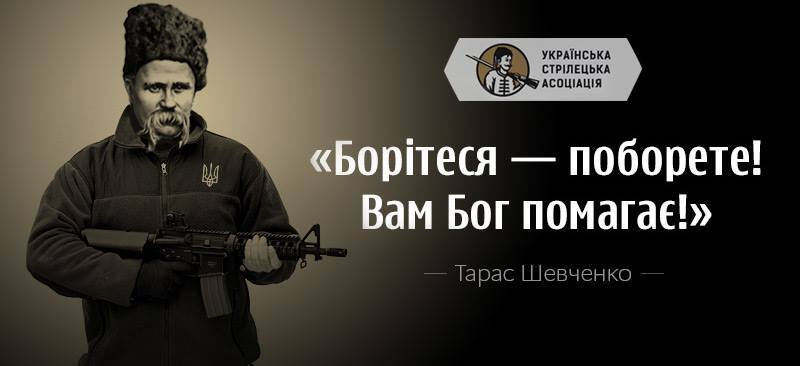 УКРАЇНСЬКА
СТРІЛЕЦЬКА
АСОЦІАЦІЯ
«Борітеся — поборете!
Вам Бог помагає!»
— Тарас Шевченко —